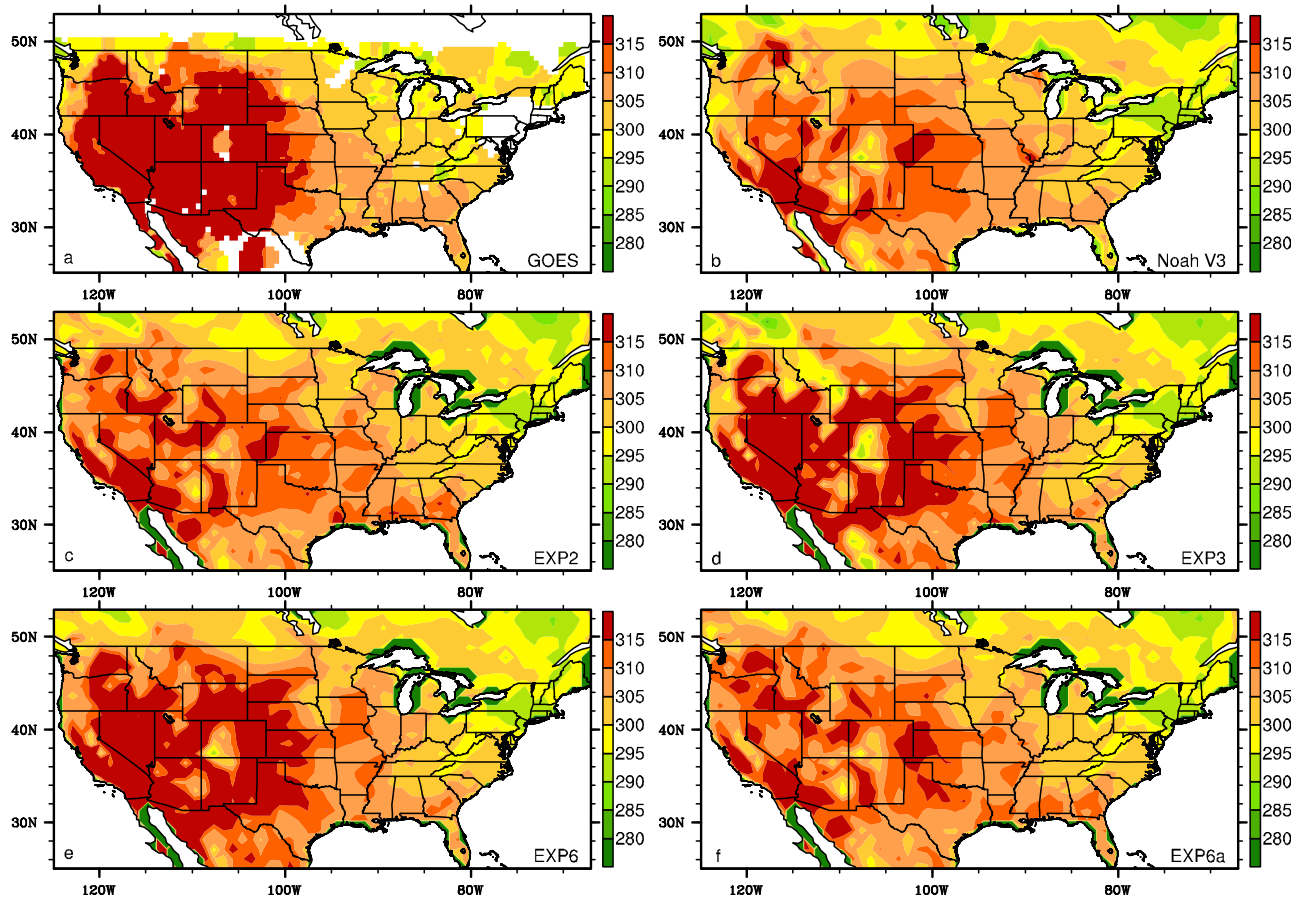 50N
40N
30N
a
GOES
315
310
305
300
295
290
285
280
120W
100W
80W
50N
40N
30N
b
Noah V3
315
310
305
300
295
290
285
280
120W
100W
80W
50N
40N
30N
c
EXP2
315
310
305
300
295
290
285
280
120W
100W
80W
50N
40N
30N
d
EXP3
315
310
305
300
295
290
285
280
120W
100W
80W
50N
40N
30N
e
EXP6
315
310
305
300
295
290
285
280
120W
100W
80W
50N
40N
30N
f
EXP6a
315
310
305
300
295
290
285
280
120W
100W
80W